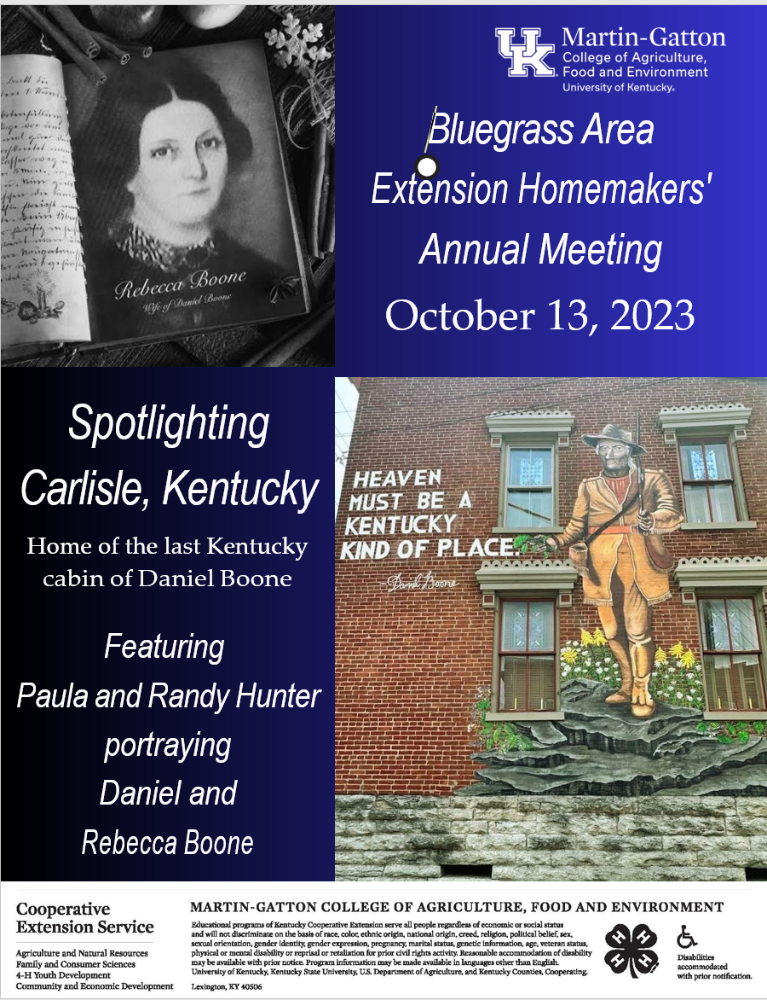 Rebecca Boone
Wife of Daniel Boone
UK
Martin-Gatton
College of Agriculture,
Food and Environment
University of Kentucky.
Bluegrass Area
Extension Homemakers'
Annual Meeting
October 13, 2023
Spotlighting
Carlisle, Kentucky
Home of the last Kentucky
cabin of Daniel Boone
Featuring
Paula and Randy Hunter
portraying
Daniel and
Rebecca Boone
HEAVEN
MUST BE A
KENTUCKY
KIND OF PLACE.
-Daniel Boone
Cooperative
Extension Service
Agriculture and Natural Resources
Family and Consumer Sciences
4-H Youth Development
Community and Economic Development
MARTIN-GATTON COLLEGE OF AGRICULTURE, FOOD AND ENVIRONMENT
Educational programs of Kentucky Cooperative Extension serve all people regardless of economic or social status
and will not discriminate on the basis of race, color, ethnic origin, national origin, creed, religion, political belief, sex,
sexual orientation, gender identity, gender expression, pregnancy, marital status, genetic information, age, veteran status,
physical or mental disability or reprisal or retaliation for prior civil rights activity. Reasonable accommodation of disability
may be available with prior notice. Program information may be made available in languages other than English.
University of Kentucky, Kentucky State University, U.S. Department of Agriculture, and Kentucky Counties, Cooperating.
Lexington, KY 40506
H H
H H
Disabilities
accommodated
with prior notification.